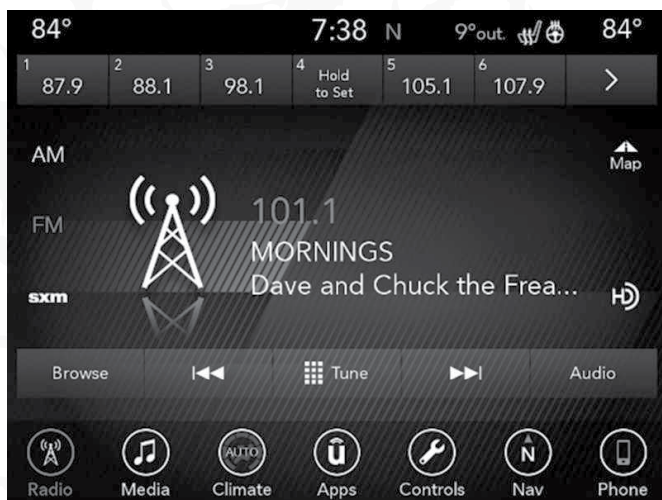 84° 7:38 N 9°out. 84°
1 2 3 4 5 6
87.9 88.1 98.1 Hold to Set 105.1 107.9
AM
Map
FM
101.1
MORNINGS
Dave and Chuck the Frea...
sxm
HD
Browse Tune Audio
AUTO û N
Radio Media Climate Apps Controls Nav Phone